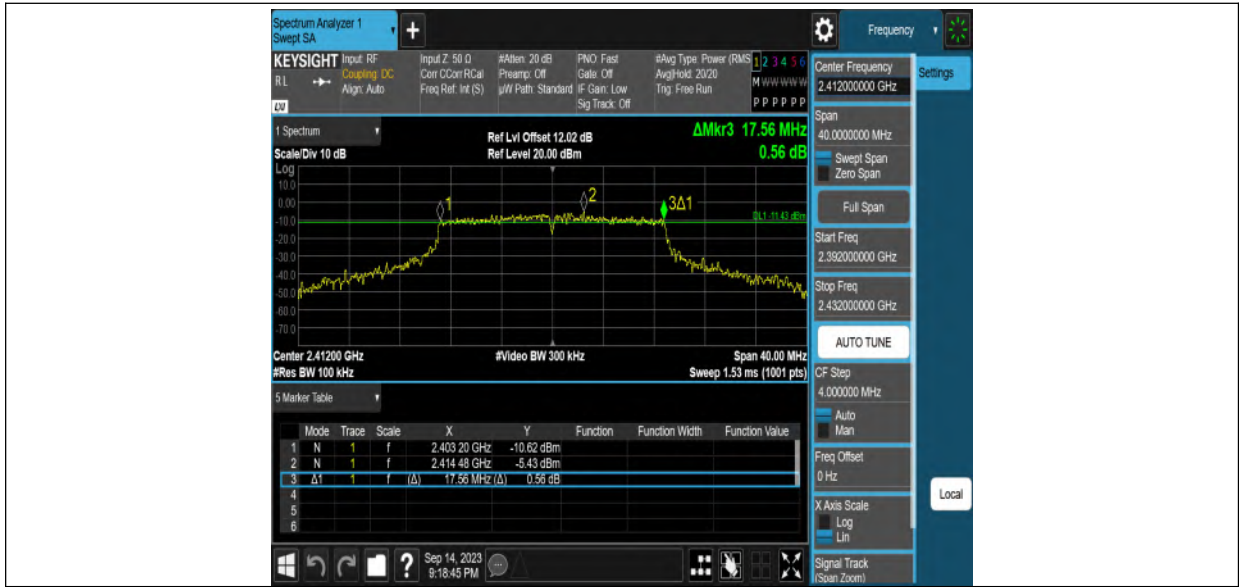 Spectrum Analyzer 1
Swept SA
Frequency
KEYSIGHT
RL
LXI
Input: RF
Coupling: DC
Align: Auto
Input Z: 50 Ω
Corr CCorr RCal
Freq Ref: Int (S)
#Atten: 20 dB
Preamp: Off
µW Path: Standard
PNO: Fast
Gate: Off
IF Gain: Low
Sig Track: Off
#Avg Type: Power (RMS
Avg|Hold: 20/20
Trig: Free Run
1 2 3 4 5 6
M W W W W W
P P P P P P
1 Spectrum
Scale/Div 10 dB
Ref Lvl Offset 12.02 dB
Ref Level 20.00 dBm
ΔMkr3 17.56 MHz
0.56 dB
Log
10.0
0.00
-10.0
-20.0
-30.0
-40.0
-50.0
-60.0
-70.0
1
2
3Δ1
DL1 -11.43 dBm
Center 2.41200 GHz
#Res BW 100 kHz
#Video BW 300 kHz
Span 40.00 MHz
Sweep 1.53 ms (1001 pts)
5 Marker Table
Mode Trace Scale X Y Function Function Width Function Value
1 N 1 f 2.403 20 GHz -10.62 dBm
2 N 1 f 2.414 48 GHz -5.43 dBm
3 Δ1 1 f (Δ) 17.56 MHz (Δ) 0.56 dB
4
5
6
?
Sep 14, 2023
9:18:45 PM
Center Frequency
2.412000000 GHz
Settings
Span
40.0000000 MHz
Swept Span
Zero Span
Full Span
Start Freq
2.392000000 GHz
Stop Freq
2.432000000 GHz
AUTO TUNE
CF Step
4.000000 MHz
Auto
Man
Freq Offset
0 Hz
X Axis Scale
Log
Lin
Local
Signal Track
(Span Zoom)